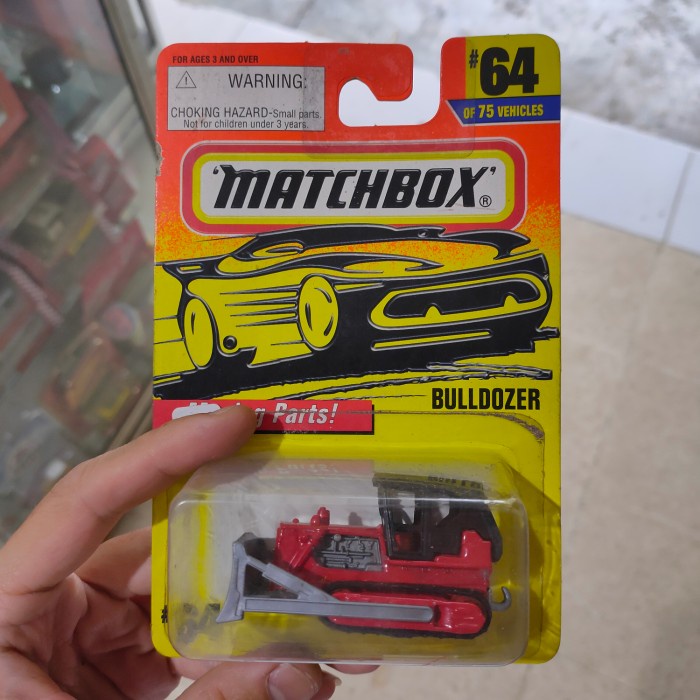 FOR AGES 3 AND OVER
WARNING:
CHOKING HAZARD-Small parts.
Not for children under 3 years.
#64
OF 75 VEHICLES
'MATCHBOX'®
BULLDOZER
Parts!